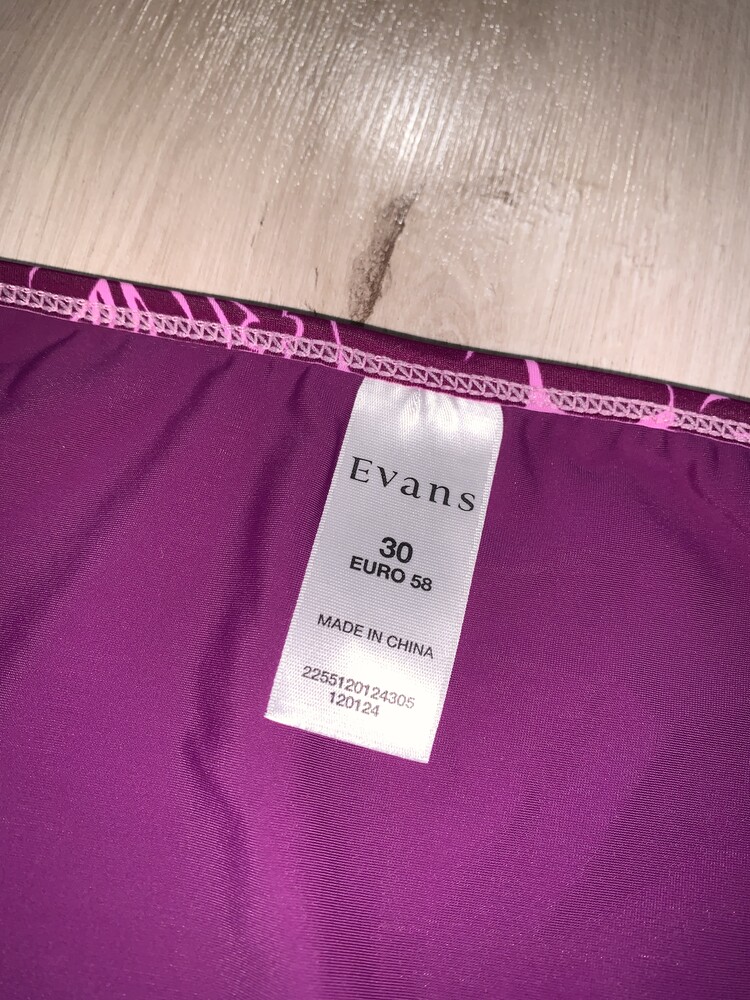 Evans
30
EURO 58
MADE IN CHINA
2255120124305
120124